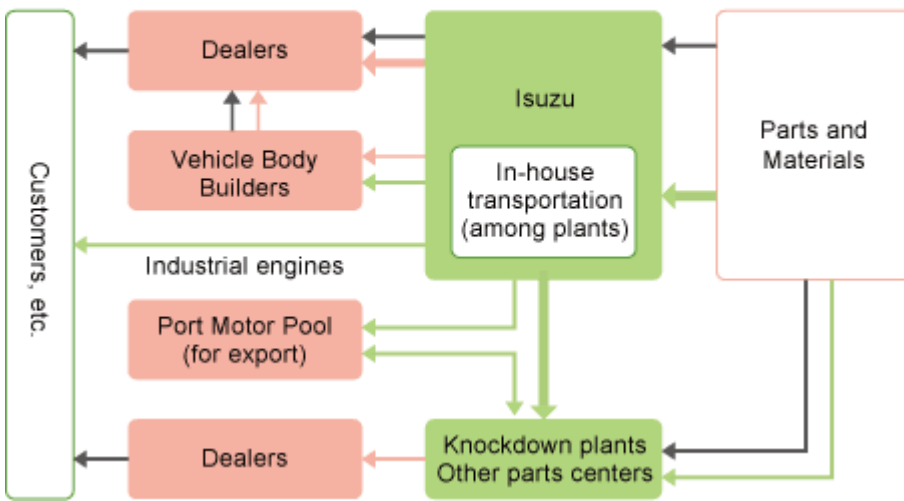 Dealers
Isuzu
Parts and
Materials
Vehicle Body
Builders
In-house
transportation
(among plants)
Customers, etc.
Industrial engines
Port Motor Pool
(for export)
Dealers
Knockdown plants
Other parts centers